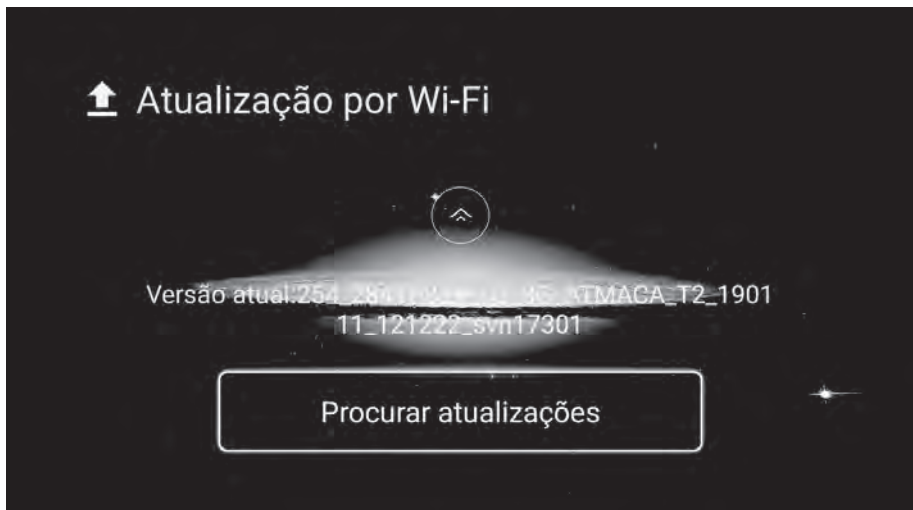 Atualização por Wi-Fi
Versão atual:254 ATMACA_T2_1901
11_121222_svn17301
Procurar atualizações